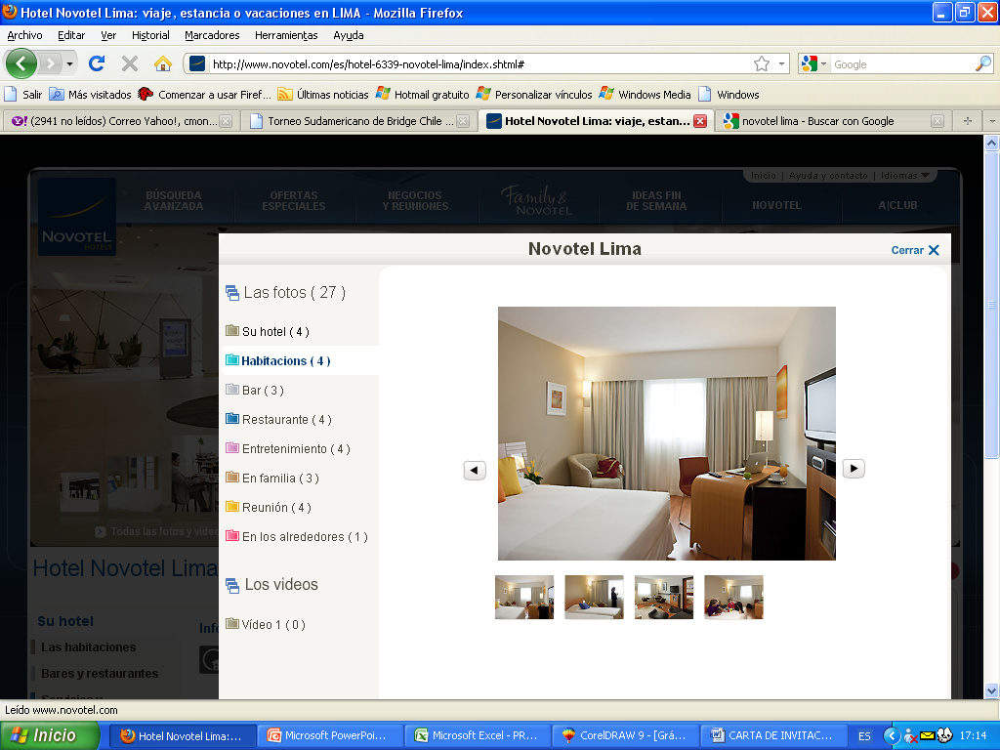 Hotel Novotel Lima: viaje, estancia o vacaciones en LIMA - Mozilla Firefox
Archivo Editar Ver Historial Marcadores Herramientas Ayuda
http://www.novotel.com/es/hotel-6339-novotel-lima/index.shtml#
Google
Salir Más visitados Comenzar a usar Firef... Últimas noticias Hotmail gratuito Personalizar vínculos Windows Media Windows
(2941 no leídos) Correo Yahoo!, cmon... Torneo Sudamericano de Bridge Chile ... Hotel Novotel Lima: viaje, estan... novotel lima - Buscar con Google
Inicio | Ayuda y contacto | Idiomas
BÚSQUEDA AVANZADA
OFERTAS ESPECIALES
NEGOCIOS Y REUNIONES
Family & NOVOTEL
IDEAS FIN DE SEMANA
NOVOTEL
A|CLUB
NOVOTEL
HOTELS
Novotel Lima
Cerrar X
Las fotos ( 27 )
Su hotel ( 4 )
Habitacions ( 4 )
Bar ( 3 )
Restaurante ( 4 )
Entretenimiento ( 4 )
En familia ( 3 )
Reunión ( 4 )
En los alrededores ( 1 )
Los videos
Vídeo 1 ( 0 )
Todas las fotos y vídeo
Hotel Novotel Lima
Su hotel
Las habitaciones
Bares y restaurantes
Info
Leído www.novotel.com
Inicio
Hotel Novotel Lima:... Microsoft PowerPoi... Microsoft Excel - PR... CorelDRAW 9 - [Grá... CARTA DE INVITAC... ES 17:14